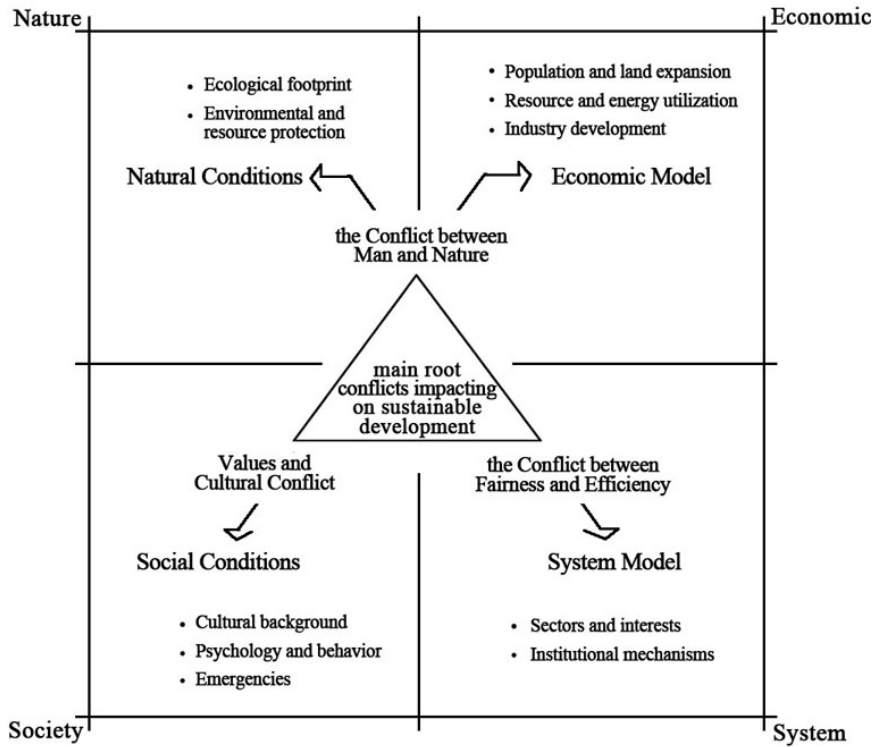 Nature
Economic
• Ecological footprint
• Environmental and
resource protection
• Population and land expansion
• Resource and energy utilization
• Industry development
Natural Conditions
Economic Model
the Conflict between
Man and Nature
main root
conflicts impacting
on sustainable
development
Values and
Cultural Conflict
the Conflict between
Fairness and Efficiency
Social Conditions
System Model
• Cultural background
• Psychology and behavior
• Emergencies
• Sectors and interests
• Institutional mechanisms
Society
System